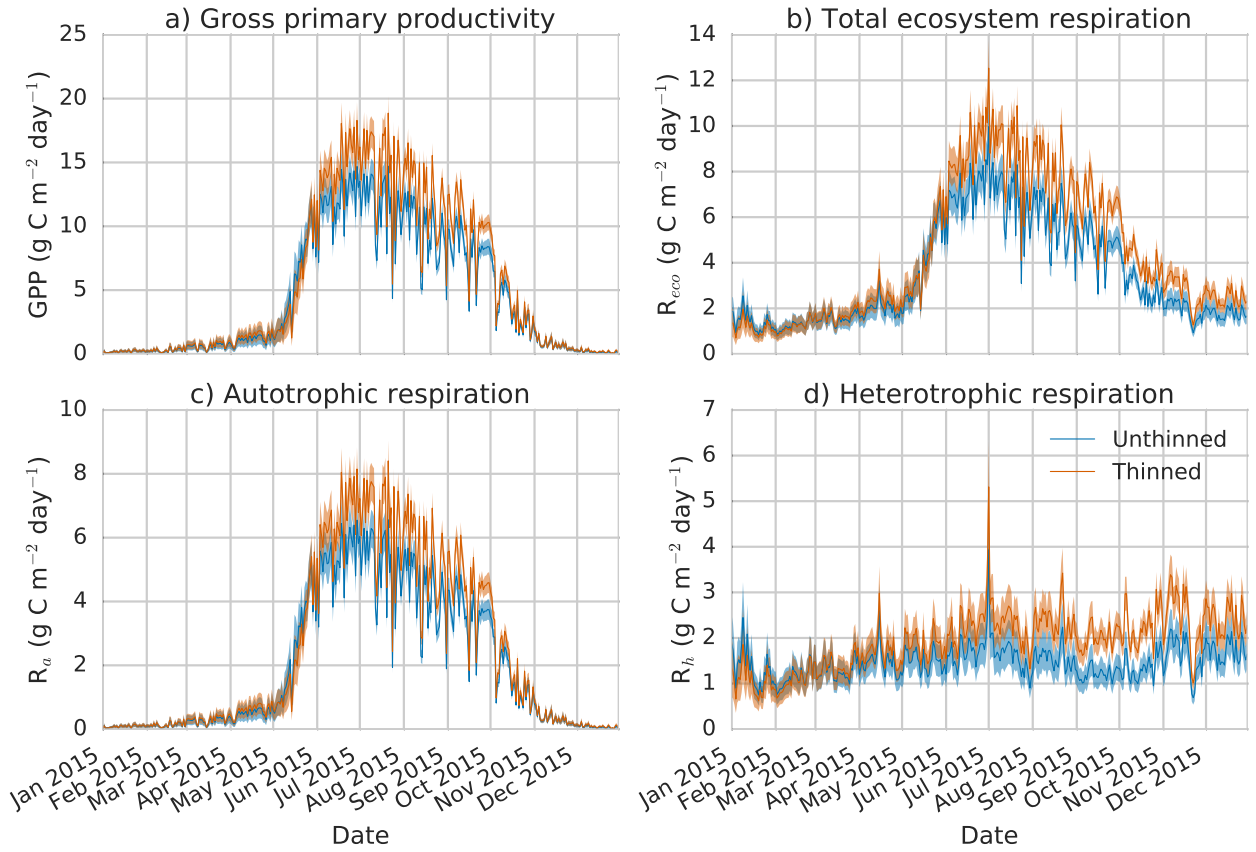 a) Gross primary productivity
25
20
15
10
5
0
GPP (g C m⁻² day⁻¹)
b) Total ecosystem respiration
14
12
10
8
6
4
2
0
R_eco (g C m⁻² day⁻¹)
c) Autotrophic respiration
10
8
6
4
2
0
R_a (g C m⁻² day⁻¹)
Jan 2015
Feb 2015
Mar 2015
Apr 2015
May 2015
Jun 2015
Jul 2015
Aug 2015
Sep 2015
Oct 2015
Nov 2015
Dec 2015
Date
d) Heterotrophic respiration
7
6
5
4
3
2
1
0
R_h (g C m⁻² day⁻¹)
Unthinned
Thinned
Jan 2015
Feb 2015
Mar 2015
Apr 2015
May 2015
Jun 2015
Jul 2015
Aug 2015
Sep 2015
Oct 2015
Nov 2015
Dec 2015
Date